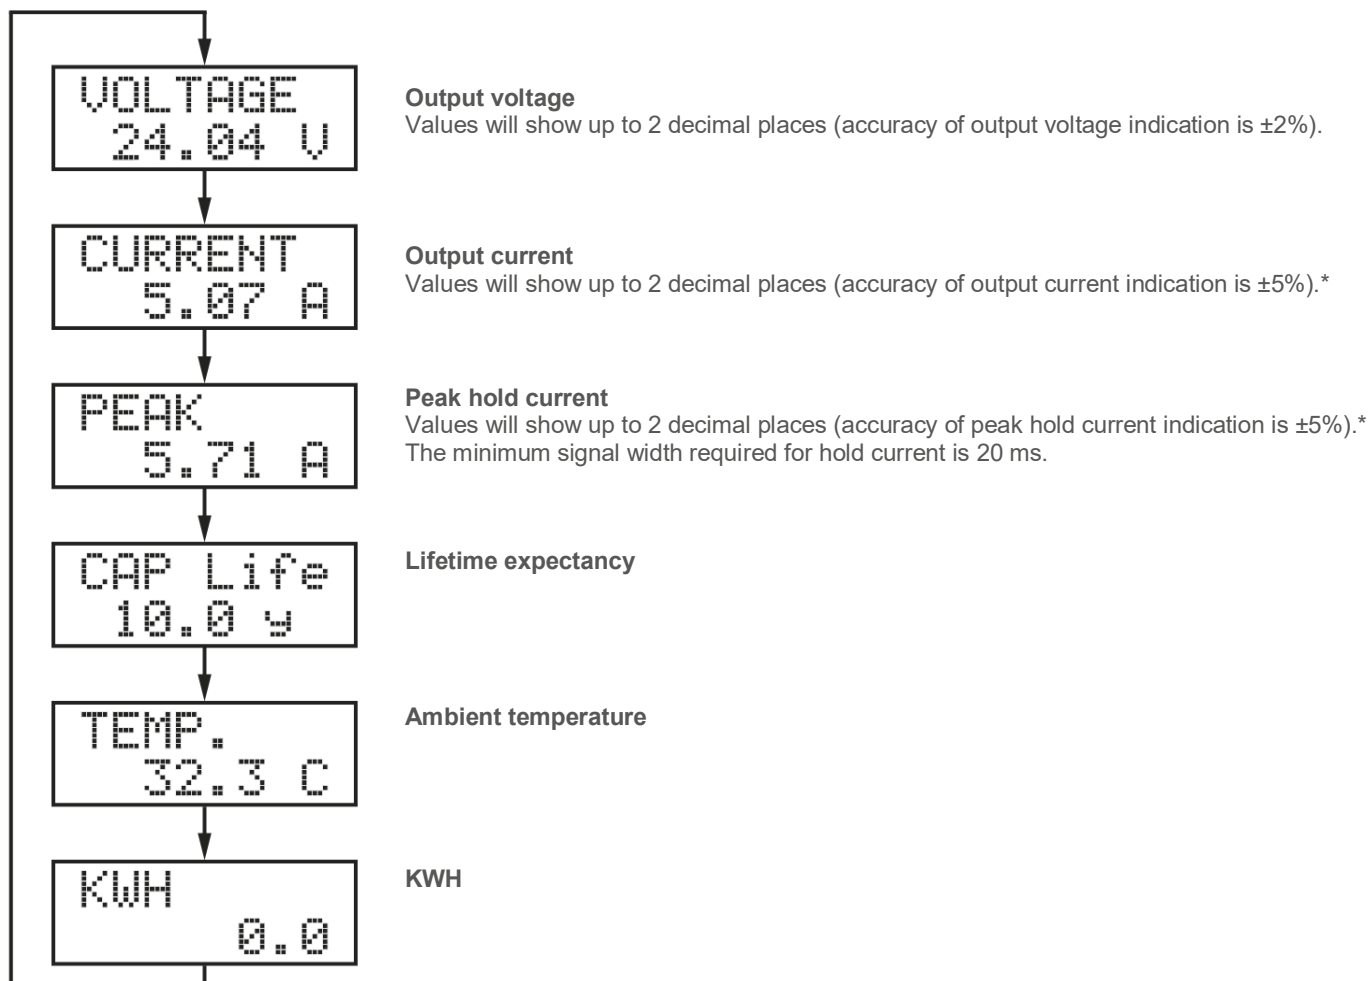 VOLTAGE
24.04 V
Output voltage
Values will show up to 2 decimal places (accuracy of output voltage indication is ±2%).
CURRENT
5.07 A
Output current
Values will show up to 2 decimal places (accuracy of output current indication is ±5%).*
PEAK
5.71 A
Peak hold current
Values will show up to 2 decimal places (accuracy of peak hold current indication is ±5%).*
The minimum signal width required for hold current is 20 ms.
CAP Life
10.0 y
Lifetime expectancy
TEMP.
32.3 C
Ambient temperature
KWH
0.0
KWH